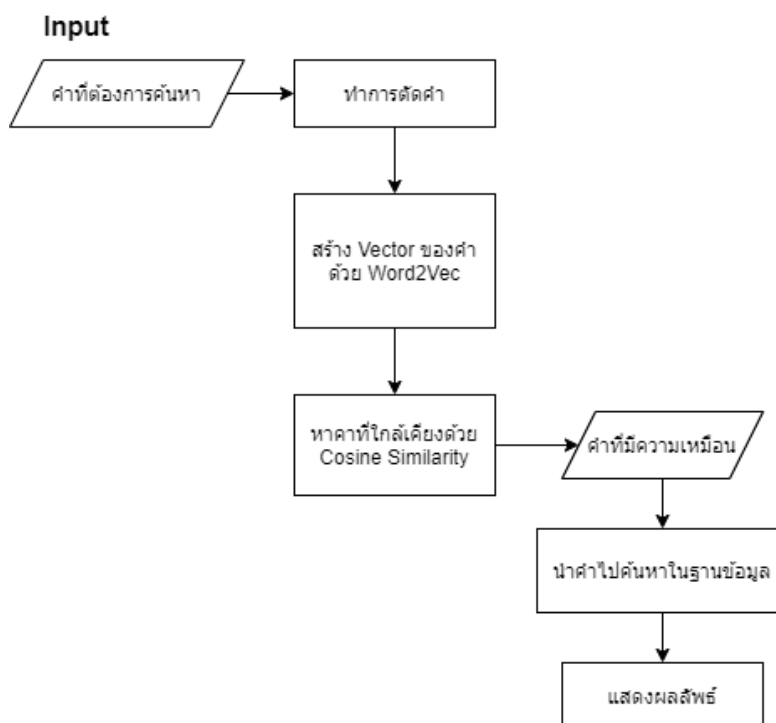 Input
คำที่ต้องการค้นหา
ทำการตัดคำ
สร้าง Vector ของคำ
ด้วย Word2Vec
หาคาที่ใกล้เคียงด้วย
Cosine Similarity
คำที่มีความเหมือน
นำคำไปค้นหาในฐานข้อมูล
แสดงผลลัพธ์